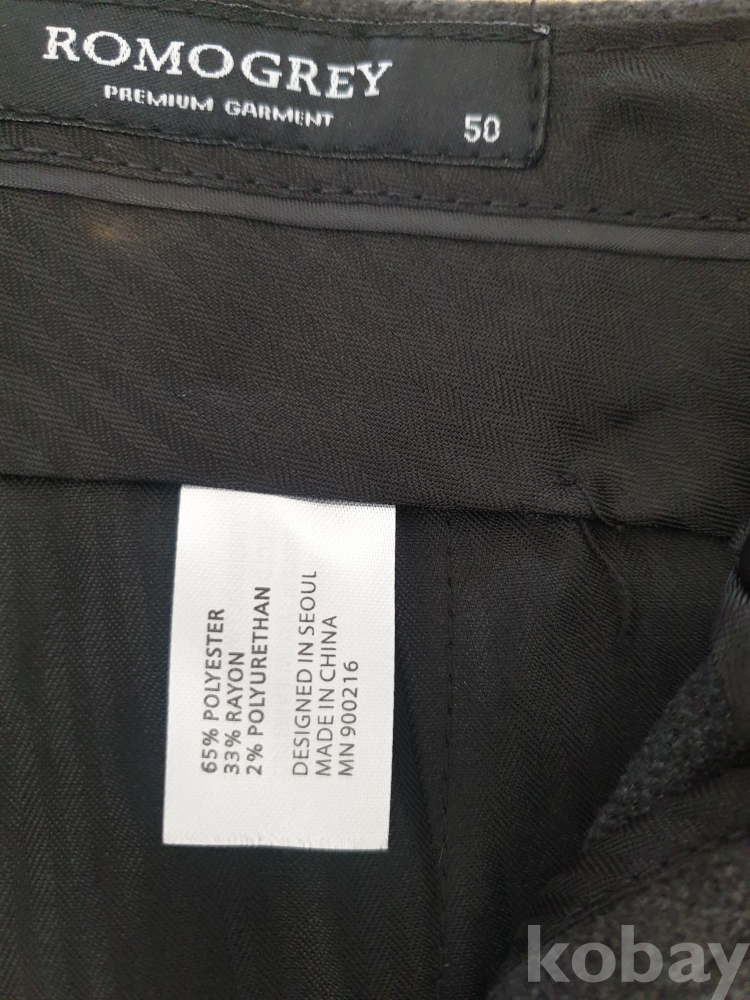 ROMOGREY
PREMIUM GARMENT
50
65% POLYESTER
33% RAYON
2% POLYURETHAN
DESIGNED IN SEOUL
MADE IN CHINA
MN 900216
kobay